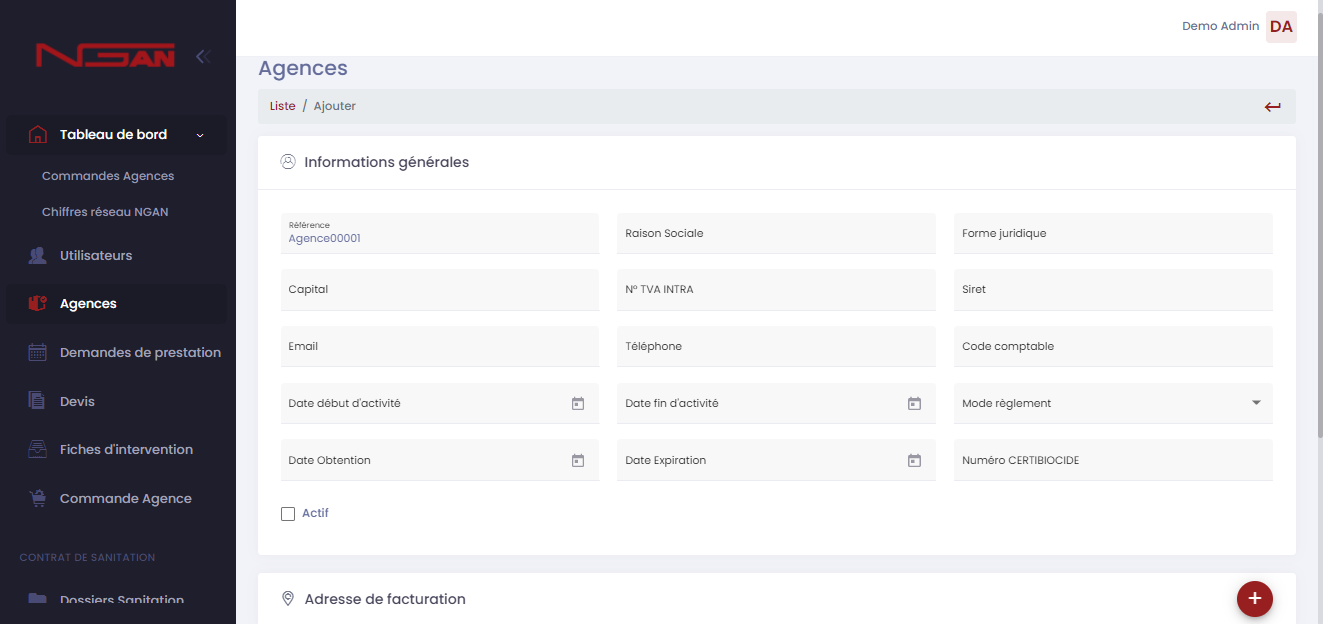 NGAN
Demo Admin DA
Agences
Liste / Ajouter
Tableau de bord
Commandes Agences
Chiffres réseau NGAN
Utilisateurs
Agences
Demandes de prestation
Devis
Fiches d'intervention
Commande Agence
CONTRAT DE SANITATION
Dossiers Sanitation
Informations générales
Référence
Agence00001
Raison Sociale
Forme juridique
Capital
N° TVA INTRA
Siret
Email
Téléphone
Code comptable
Date début d'activité
Date fin d'activité
Mode règlement
Date Obtention
Date Expiration
Numéro CERTIBIOCIDE
Actif
Adresse de facturation